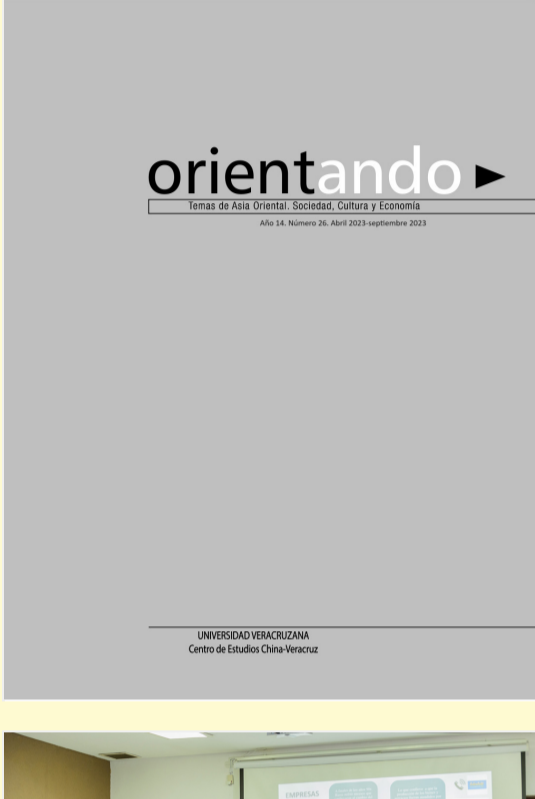 orientando
Temas de Asia Oriental. Sociedad, Cultura y Economía
Año 14. Número 26. Abril 2023-septiembre 2023
UNIVERSIDAD VERACRUZANA
Centro de Estudios China-Veracruz
EMPRESAS